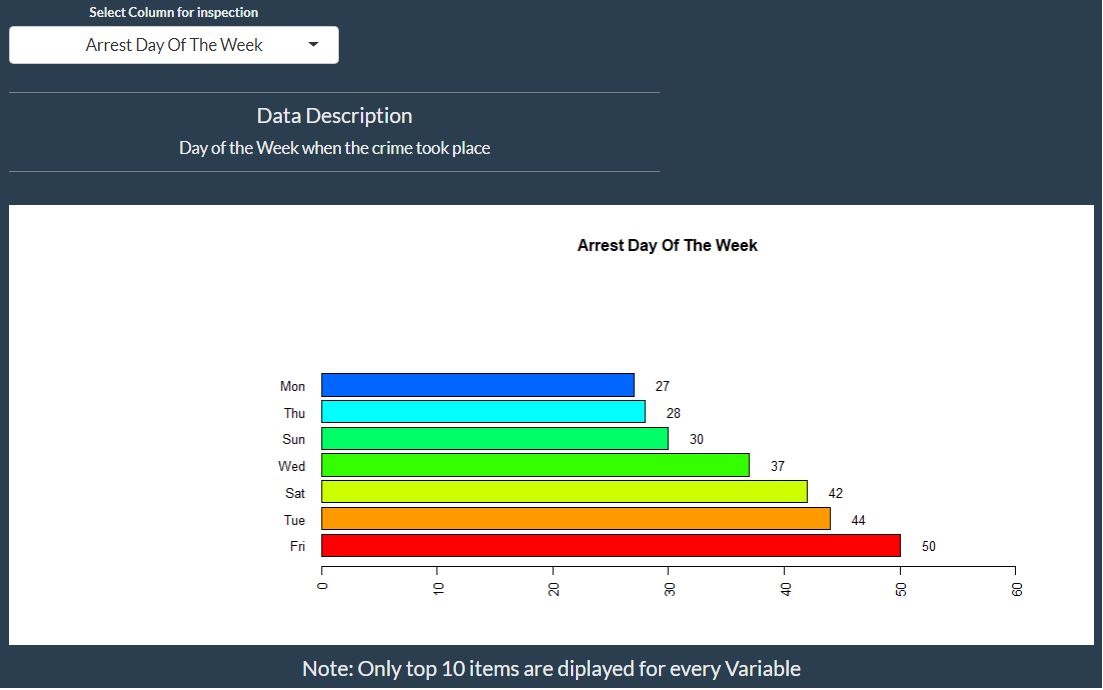 Select Column for inspection
Arrest Day Of The Week
Data Description
Day of the Week when the crime took place
Arrest Day Of The Week
Mon 27
Thu 28
Sun 30
Wed 37
Sat 42
Tue 44
Fri 50
0 10 20 30 40 50 60
Note: Only top 10 items are diplayed for every Variable